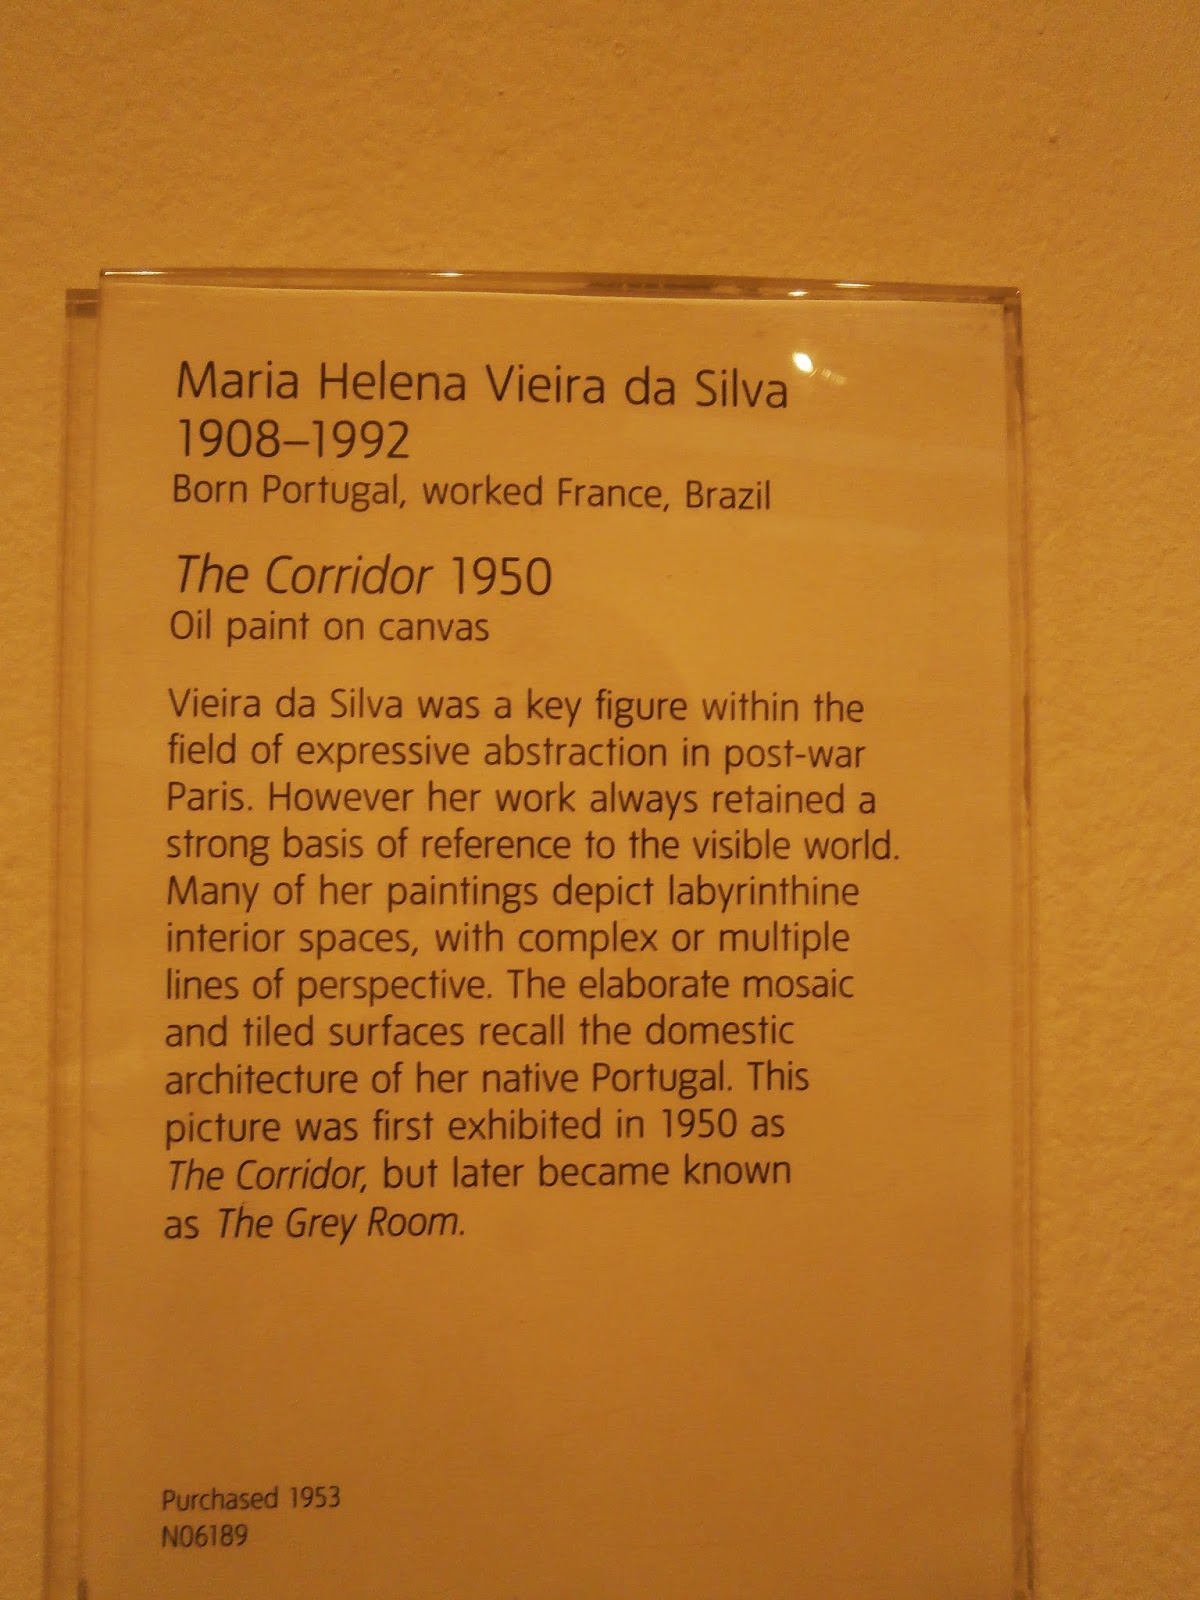 Maria Helena Vieira da Silva
1908–1992
Born Portugal, worked France, Brazil
The Corridor 1950
Oil paint on canvas
Vieira da Silva was a key figure within the
field of expressive abstraction in post-war
Paris. However her work always retained a
strong basis of reference to the visible world.
Many of her paintings depict labyrinthine
interior spaces, with complex or multiple
lines of perspective. The elaborate mosaic
and tiled surfaces recall the domestic
architecture of her native Portugal. This
picture was first exhibited in 1950 as
The Corridor, but later became known
as The Grey Room.
Purchased 1953
N06189